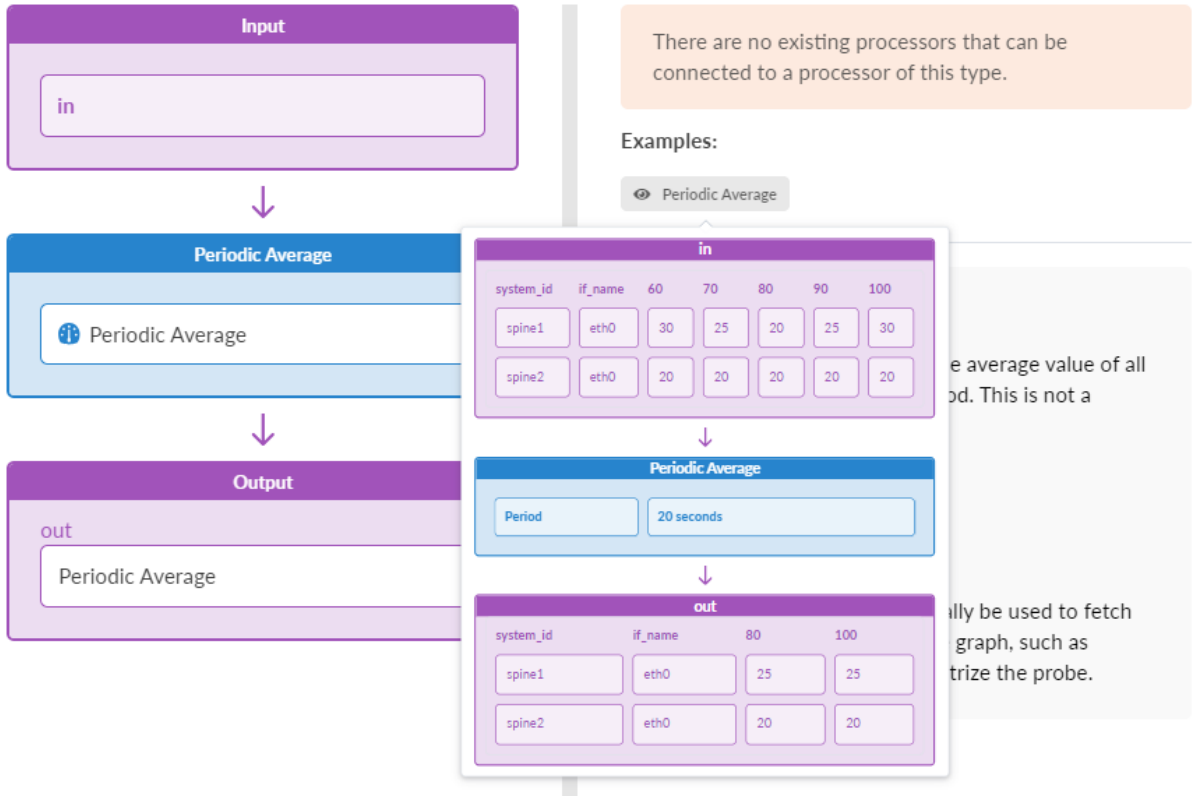 Input
in
Periodic Average
Periodic Average
Output
out
Periodic Average
There are no existing processors that can be
connected to a processor of this type.
Examples:
Periodic Average
in
system_id if_name 60 70 80 90 100
spine1 eth0 30 25 20 25 30
spine2 eth0 20 20 20 20 20
Periodic Average
Period 20 seconds
out
system_id if_name 80 100
spine1 eth0 25 25
spine2 eth0 20 20
average value of all
This is not a
be used to fetch
graph, such as
the probe.